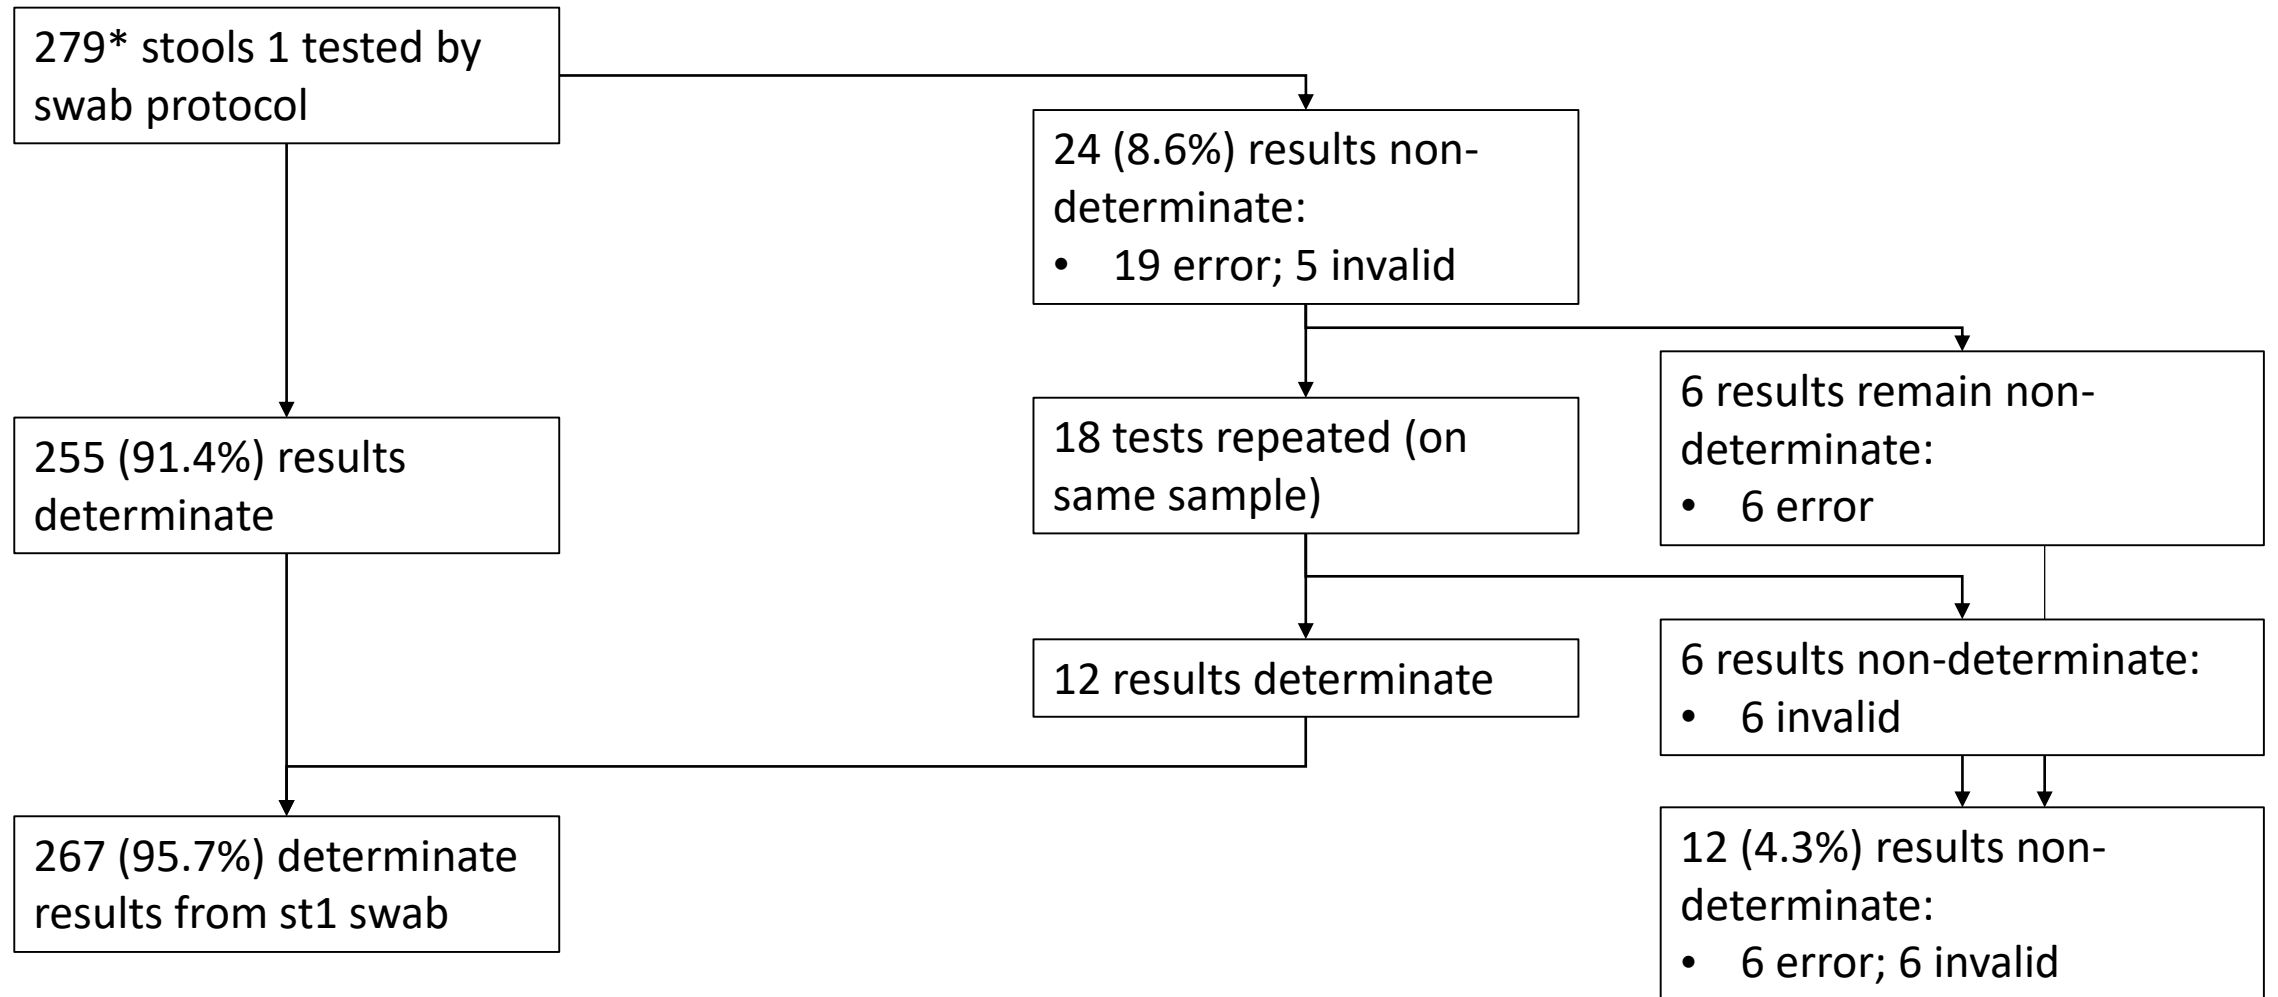 279* stools 1 tested by
swab protocol
24 (8.6%) results non-
determinate:
• 19 error; 5 invalid
6 results remain non-
determinate:
• 6 error
255 (91.4%) results
determinate
18 tests repeated (on
same sample)
12 results determinate
6 results non-determinate:
• 6 invalid
267 (95.7%) determinate
results from st1 swab
12 (4.3%) results non-
determinate:
• 6 error; 6 invalid